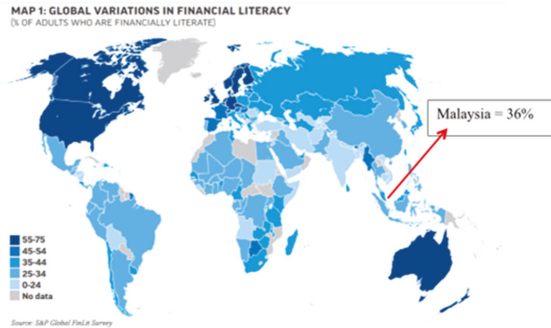 MAP 1: GLOBAL VARIATIONS IN FINANCIAL LITERACY
(% OF ADULTS WHO ARE FINANCIALLY LITERATE)
Malaysia = 36%
55-75
45-54
35-44
25-34
0-24
No data
Source: S&P Global FinLit Survey